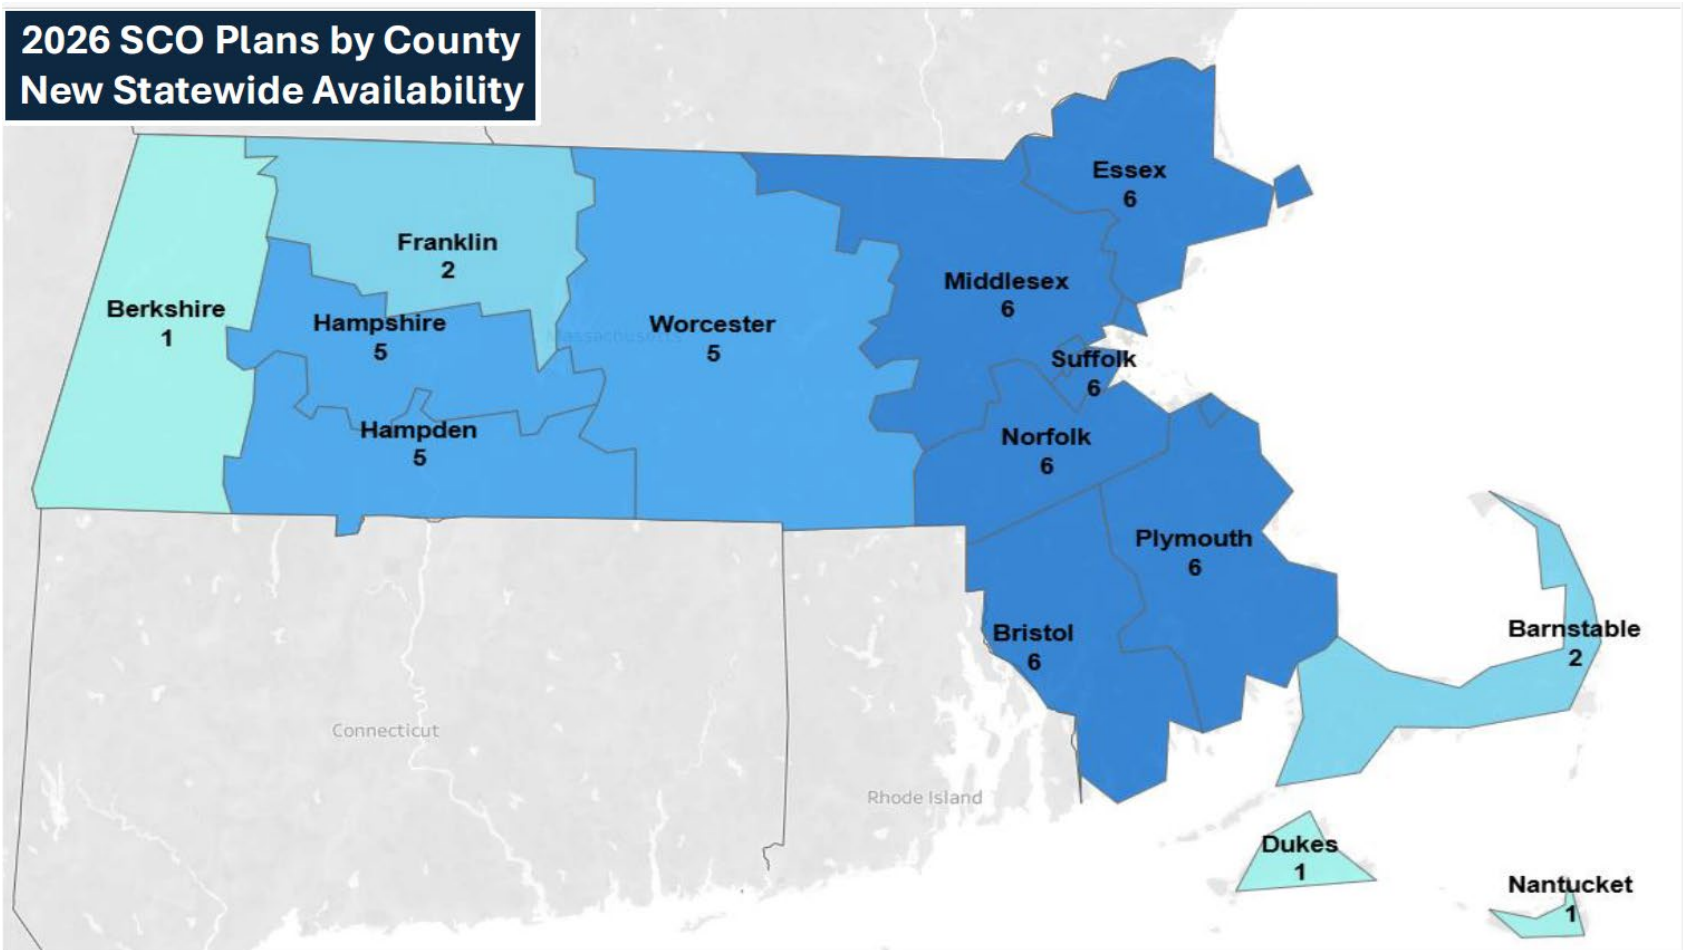 2026 SCO Plans by County
New Statewide Availability
Essex
6
Franklin
2
Middlesex
6
Berkshire
1
Hampshire
5
Massachusetts
Worcester
5
Suffolk
6
Hampden
5
Norfolk
6
Plymouth
6
Bristol
6
Barnstable
2
Connecticut
Rhode Island
Dukes
1
Nantucket
1